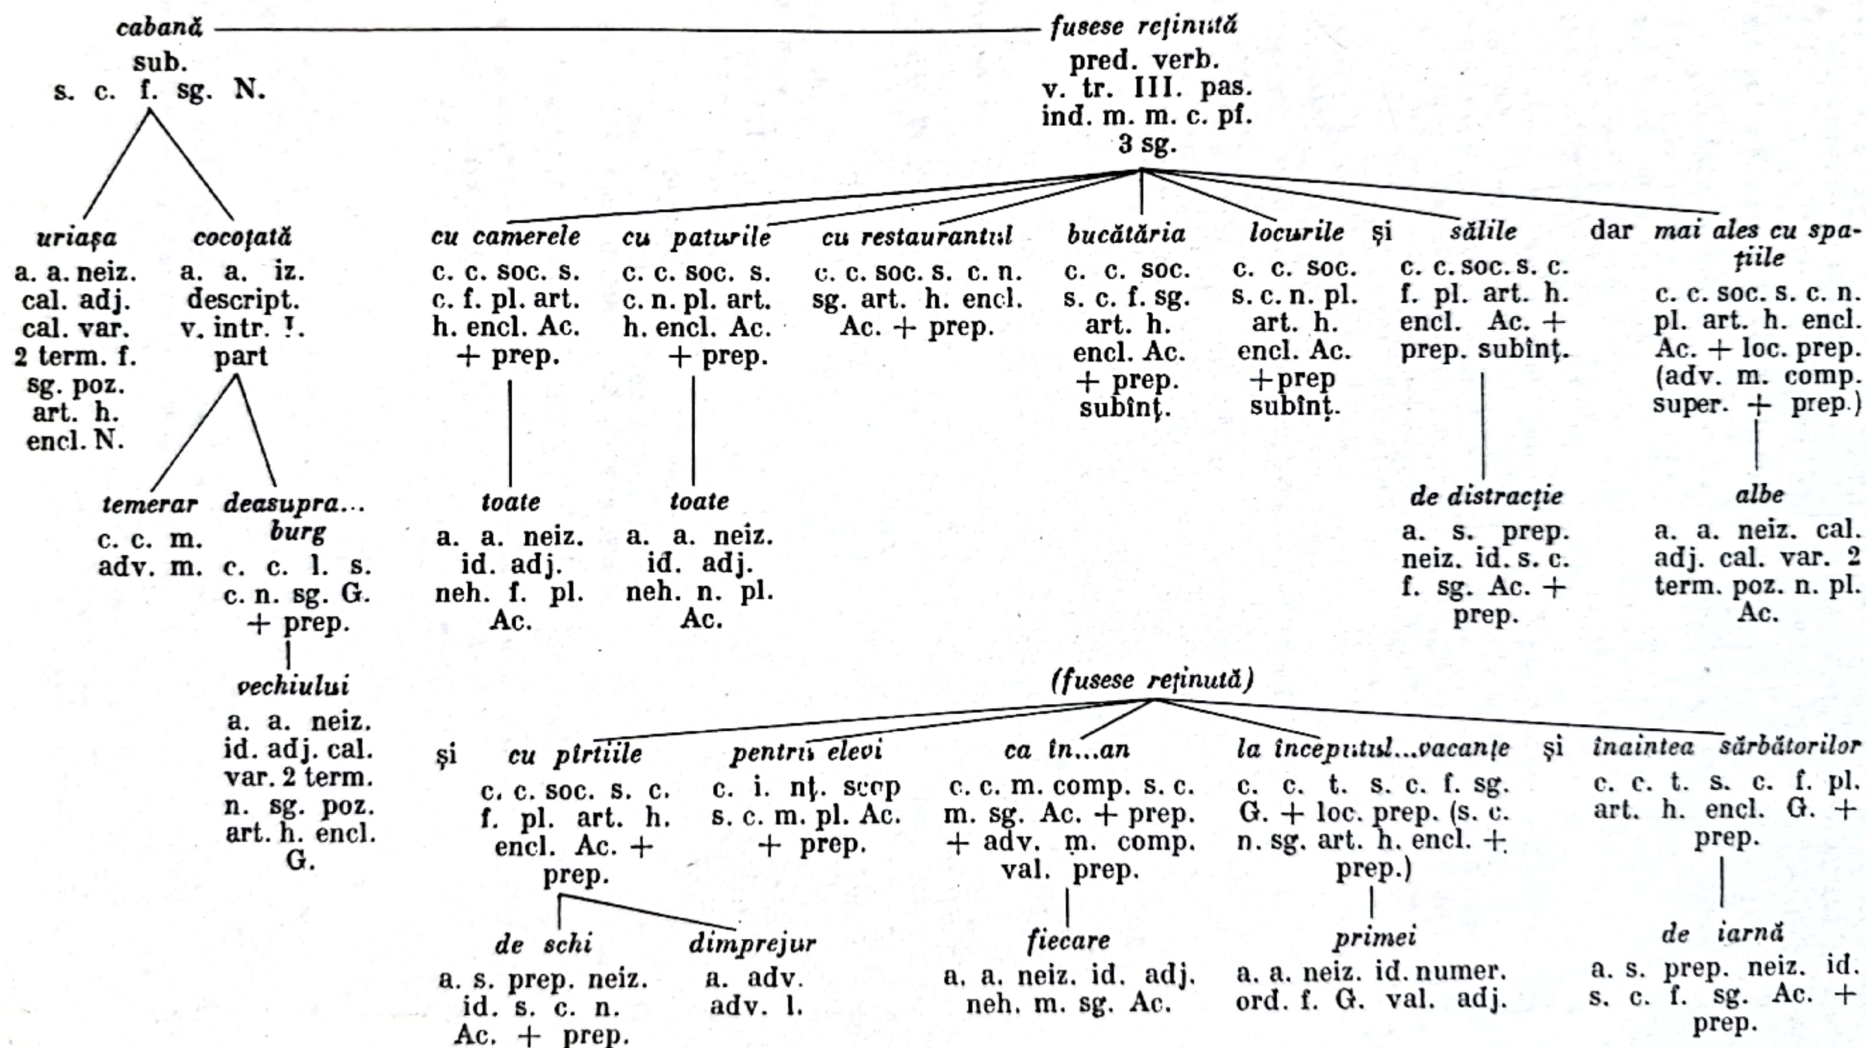 cabană fusese reținută
sub. pred. verb.
s. c. f. sg. N. v. tr. III. pas.
ind. m. m. c. pf.
3 sg.
uriașa
a. a. neiz.
cal. adj.
cal. var.
2 term. f.
sg. poz.
art. h.
encl. N.
cocoțată
a. a. iz.
descript.
v. intr. I.
part
cu camerele
c. c. soc. s.
c. f. pl. art.
h. encl. Ac.
+ prep.
cu paturile
c. c. soc. s.
c. n. pl. art.
h. encl. Ac.
+ prep.
cu restaurantul
c. c. soc. s. c. n.
sg. art. h. encl.
Ac. + prep.
bucătăria
c. c. soc.
s. c. f. sg.
art. h.
encl. Ac.
+ prep.
subînț.
locurile
c. c. soc.
s. c. n. pl.
art. h.
encl. Ac.
+prep
subînț.
și
sălile
c. c. soc. s. c.
f. pl. art. h.
encl. Ac. +
prep. subînț.
dar
mai ales cu spa-
țiile
c. c. soc. s. c. n.
pl. art. h. encl.
Ac. + loc. prep.
(adv. m. comp.
super. + prep.)
temerar
c. c. m.
adv. m.
deasupra...
burg
c. c. l. s.
c. n. sg. G.
+ prep.
toate
a. a. neiz.
id. adj.
neh. f. pl.
Ac.
toate
a. a. neiz.
id. adj.
neh. n. pl.
Ac.
de distracție
a. s. prep.
neiz. id. s. c.
f. sg. Ac. +
prep.
albe
a. a. neiz. cal.
adj. cal. var. 2
term. poz. n. pl.
Ac.
vechiului
a. a. neiz.
id. adj. cal.
var. 2 term.
n. sg. poz.
art. h. encl.
G.
(fusese reținută)
și
cu pîrtiile
c. c. soc. s. c.
f. pl. art. h.
encl. Ac. +
prep.
pentru elevi
c. i. nț. scop
s. c. m. pl. Ac.
+ prep.
ca în...an
c. c. m. comp. s. c.
m. sg. Ac. + prep.
+ adv. m. comp.
val. prep.
la începutul...vacanțe
c. c. t. s. c. f. sg.
G. + loc. prep. (s. c.
n. sg. art. h. encl. +
prep.)
și
înaintea sărbătorilor
c. c. t. s. c. f. pl.
art. h. encl. G. +
prep.
de schi
a. s. prep. neiz.
id. s. c. n.
Ac. + prep.
dimprejur
a. adv.
adv. l.
fiecare
a. a. neiz. id. adj.
neh. m. sg. Ac.
primei
a. a. neiz. id. numer.
ord. f. G. val. adj.
de iarnă
a. s. prep. neiz. id.
s. c. f. sg. Ac. +
prep.